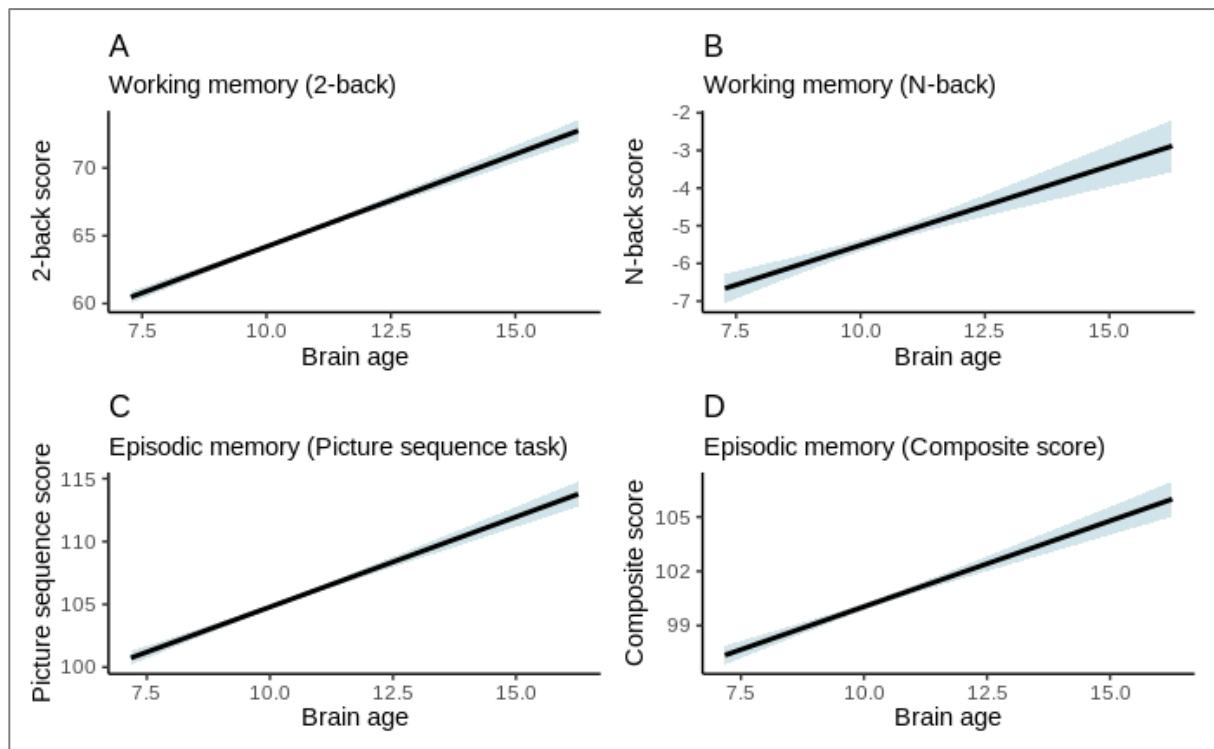 A
Working memory (2-back)
2-back score
70
65
60
7.5 10.0 12.5 15.0
Brain age
B
Working memory (N-back)
N-back score
-2
-3
-4
-5
-6
-7
7.5 10.0 12.5 15.0
Brain age
C
Episodic memory (Picture sequence task)
Picture sequence score
115
110
105
100
7.5 10.0 12.5 15.0
Brain age
D
Episodic memory (Composite score)
Composite score
105
102
99
7.5 10.0 12.5 15.0
Brain age